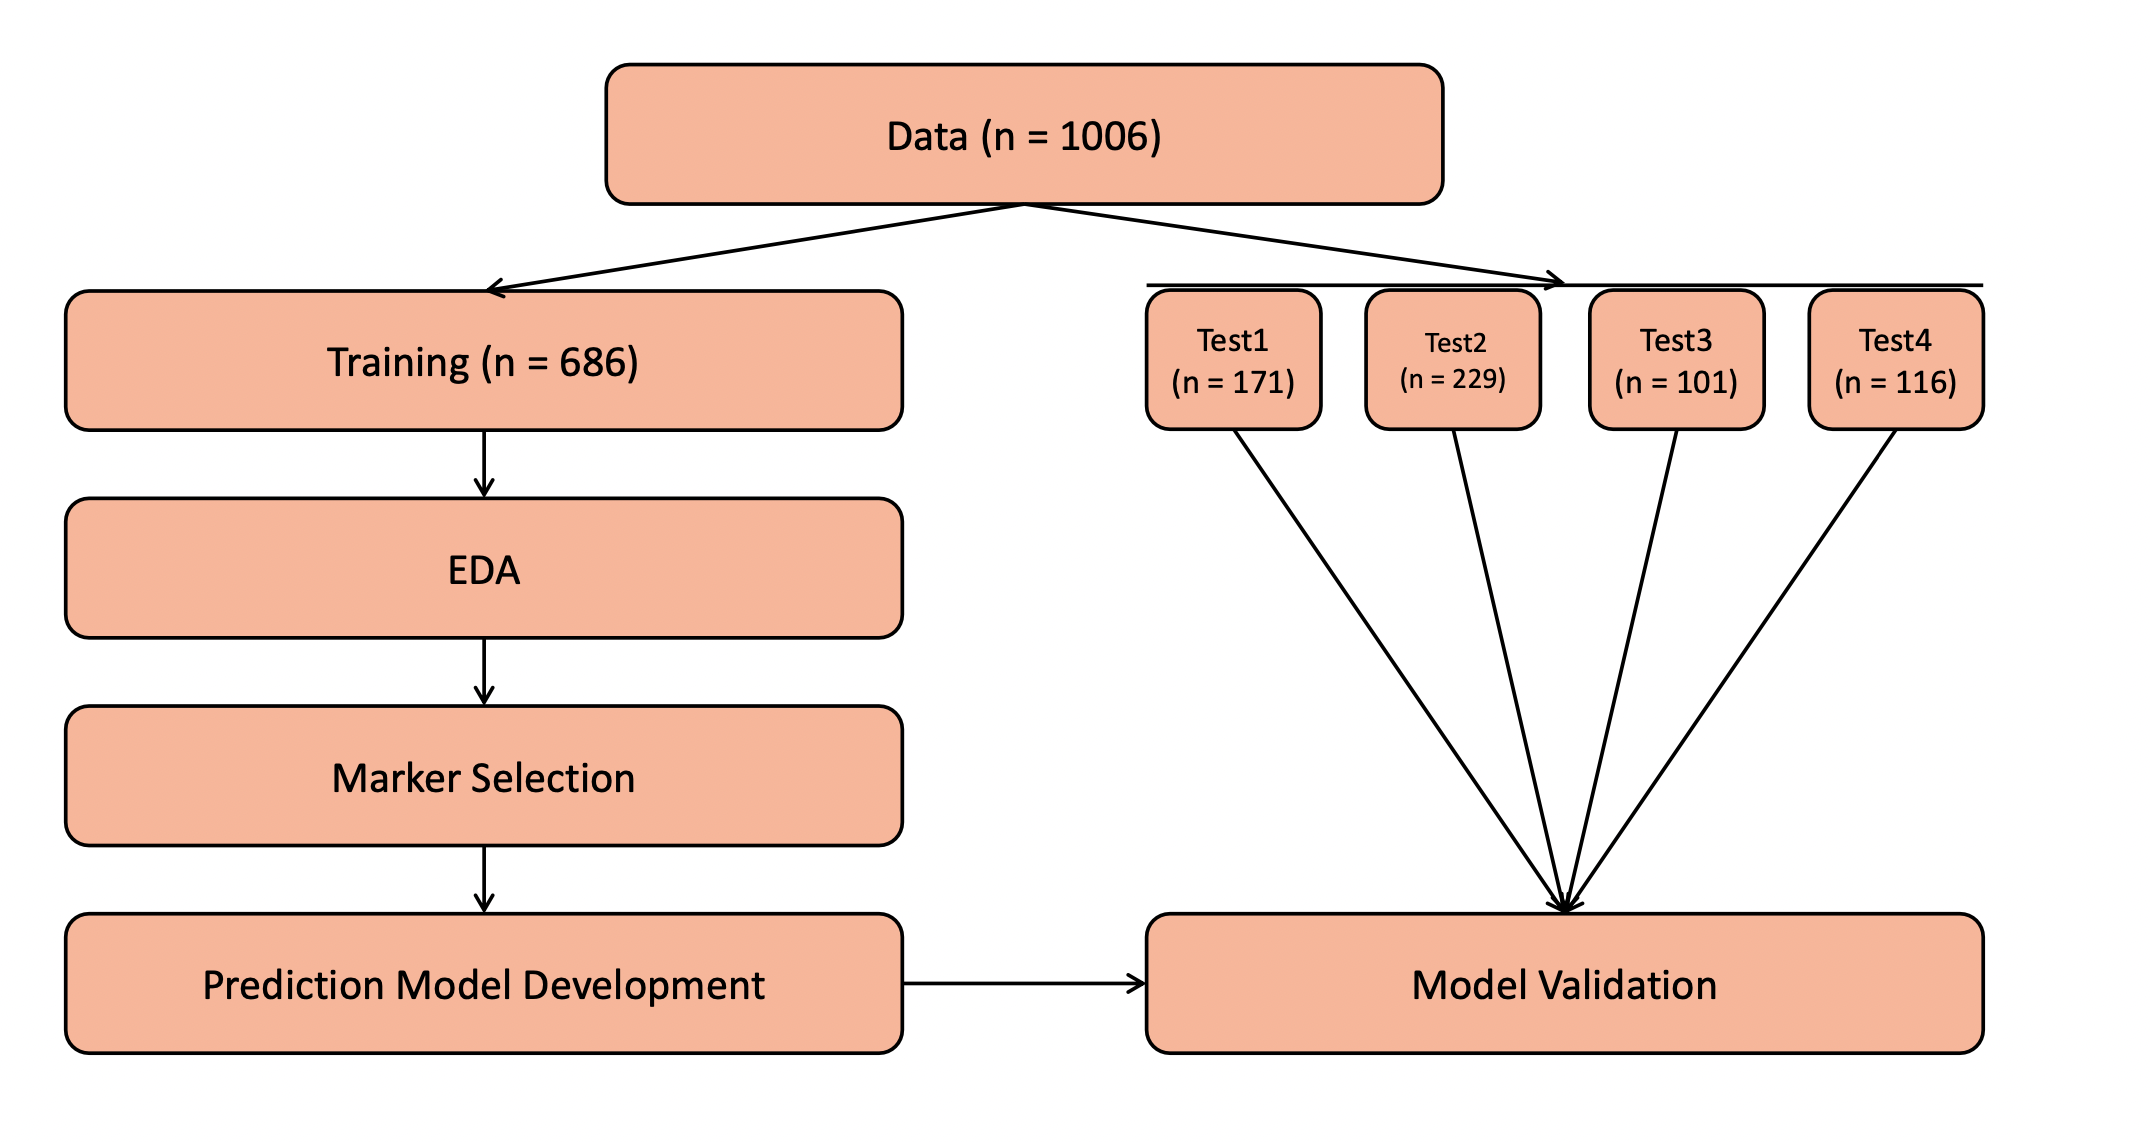 Data (n = 1006)
Training (n = 686)
Test1
(n = 171)
Test2
(n = 229)
Test3
(n = 101)
Test4
(n = 116)
EDA
Marker Selection
Prediction Model Development
Model Validation